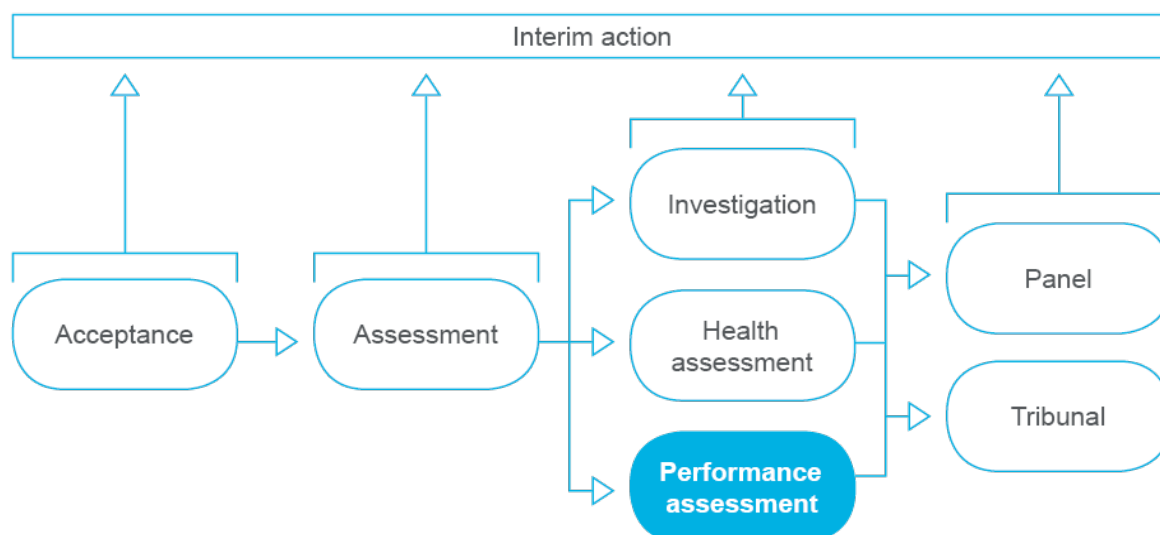 Interim action
Acceptance
Assessment
Investigation
Health
assessment
Performance
assessment
Panel
Tribunal